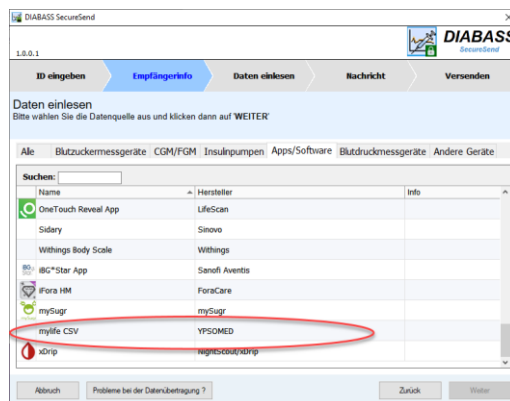 DIABASS SecureSend
1.0.0.1
DIABASS
SecureSend
ID eingeben Empfängerinfo Daten einlesen Nachricht Versenden
Daten einlesen
Bitte wählen Sie die Datenquelle aus und klicken dann auf 'WEITER'
Alle Blutzuckermessgeräte CGM/FGM Insulinpumpen Apps/Software Blutdruckmessgeräte Andere Geräte
Suchen:
Name Hersteller Info
OneTouch Reveal App LifeScan
Sidary Sinovo
Withings Body Scale Withings
iBG*Star App Sanofi Aventis
iFora HM ForaCare
mySugr mySugr
mylife CSV YPSOMED
xDrip NightScout/xDrip
Abbruch Probleme bei der Datenübertragung ? Zurück Weiter